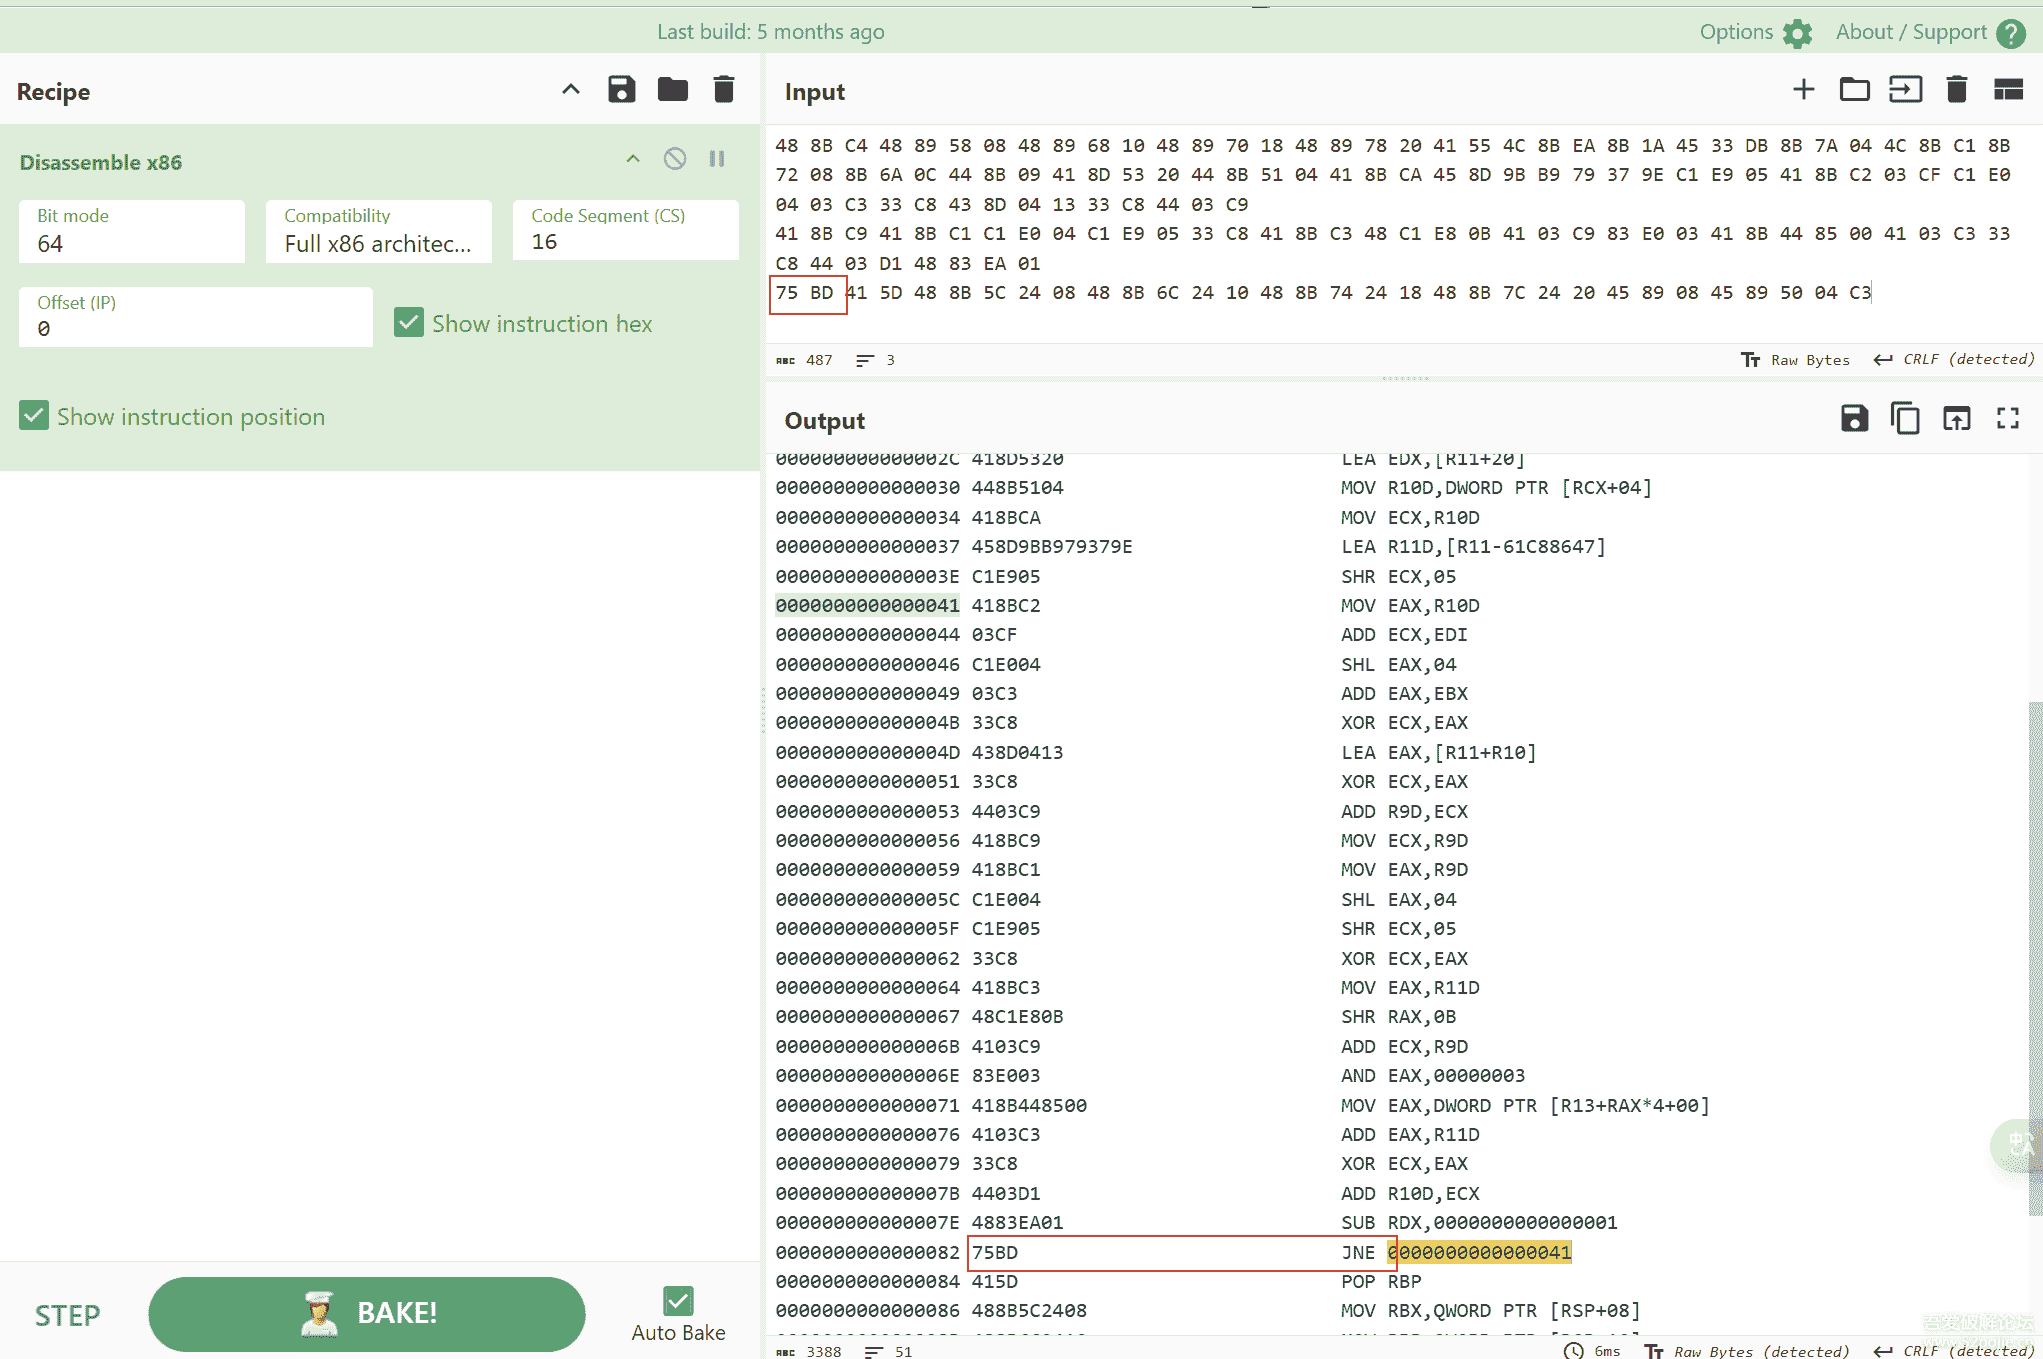 Last build: 5 months ago
Options
About / Support
Recipe
Disassemble x86
Bit mode
64
Compatibility
Full x86 architec...
Code Segment (CS)
16
Offset (IP)
0
Show instruction hex
Show instruction position
STEP
BAKE!
Auto Bake
Input
48 8B C4 48 89 58 08 48 89 68 10 48 89 70 18 48 89 78 20 41 55 4C 8B EA 8B 1A 45 33 DB 8B 7A 04 4C 8B C1 8B
72 08 8B 6A 0C 44 8B 09 41 8D 53 20 44 8B 51 04 41 8B CA 45 8D 9B B9 79 37 9E C1 E9 05 41 8B C2 03 CF C1 E0
04 03 C3 33 C8 43 8D 04 13 33 C8 44 03 C9
41 8B C9 41 8B C1 C1 E0 04 C1 E9 05 33 C8 41 8B C3 48 C1 E8 0B 41 03 C9 83 E0 03 41 8B 44 85 00 41 03 C3 33
C8 44 03 D1 48 83 EA 01
75 BD 41 5D 48 8B 5C 24 08 48 8B 6C 24 10 48 8B 74 24 18 48 8B 7C 24 20 45 89 08 45 89 50 04 C3
ABC 487 3
Raw Bytes
CRLF (detected)
Output
000000000000002C 418D5320 LEA EDX,[R11+20]
0000000000000030 448B5104 MOV R10D,DWORD PTR [RCX+04]
0000000000000034 418BCA MOV ECX,R10D
0000000000000037 458D9BB979379E LEA R11D,[R11-61C88647]
000000000000003E C1E905 SHR ECX,05
0000000000000041 418BC2 MOV EAX,R10D
0000000000000044 03CF ADD ECX,EDI
0000000000000046 C1E004 SHL EAX,04
0000000000000049 03C3 ADD EAX,EBX
000000000000004B 33C8 XOR ECX,EAX
000000000000004D 438D0413 LEA EAX,[R11+R10]
0000000000000051 33C8 XOR ECX,EAX
0000000000000053 4403C9 ADD R9D,ECX
0000000000000056 418BC9 MOV ECX,R9D
0000000000000059 418BC1 MOV EAX,R9D
000000000000005C C1E004 SHL EAX,04
000000000000005F C1E905 SHR ECX,05
0000000000000062 33C8 XOR ECX,EAX
0000000000000064 418BC3 MOV EAX,R11D
0000000000000067 48C1E80B SHR RAX,0B
000000000000006B 4103C9 ADD ECX,R9D
000000000000006E 83E003 AND EAX,00000003
0000000000000071 418B448500 MOV EAX,DWORD PTR [R13+RAX*4+00]
0000000000000076 4103C3 ADD EAX,R11D
0000000000000079 33C8 XOR ECX,EAX
000000000000007B 4403D1 ADD R10D,ECX
000000000000007E 4883EA01 SUB RDX,0000000000000001
0000000000000082 75BD JNE 0000000000000041
0000000000000084 415D POP RBP
0000000000000086 488B5C2408 MOV RBX,QWORD PTR [RSP+08]
吾爱破解论坛
ABC 3388 51
6ms
Raw Bytes (detected)
CRLF (detected)